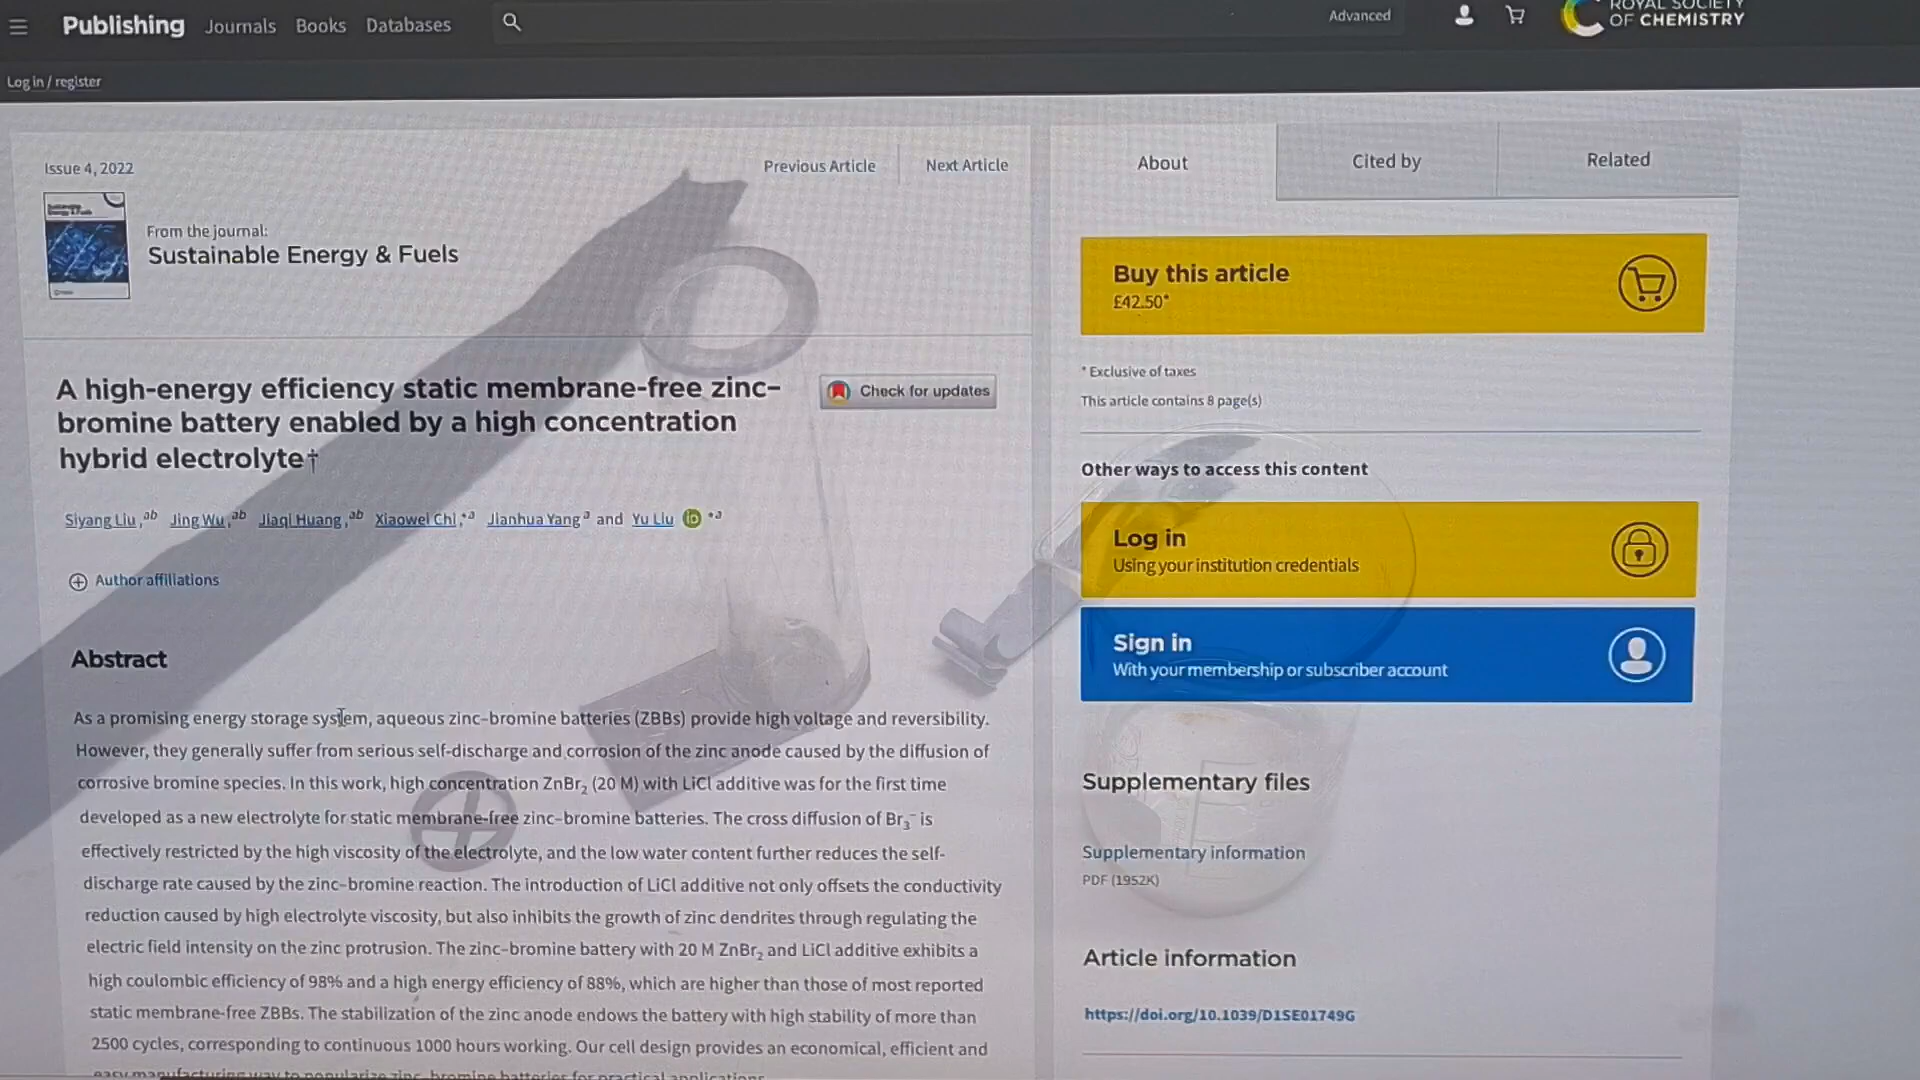 Publishing Journals Books Databases
Advanced
ROYAL SOCIETY
OF CHEMISTRY
Log in / register
Issue 4, 2022
Previous Article
Next Article
From the journal:
Sustainable Energy & Fuels
A high-energy efficiency static membrane-free zinc–
bromine battery enabled by a high concentration
hybrid electrolyte†
Check for updates
Siyang Liu,ab Jing Wu,ab Jiaqi Huang,ab Xiaowei Chi,*a Jianhua Yang a and Yu Liu iD *a
Author affiliations
Abstract
As a promising energy storage system, aqueous zinc–bromine batteries (ZBBs) provide high voltage and reversibility.
However, they generally suffer from serious self-discharge and corrosion of the zinc anode caused by the diffusion of
corrosive bromine species. In this work, high concentration ZnBr2 (20 M) with LiCl additive was for the first time
developed as a new electrolyte for static membrane-free zinc–bromine batteries. The cross diffusion of Br3− is
effectively restricted by the high viscosity of the electrolyte, and the low water content further reduces the self-
discharge rate caused by the zinc–bromine reaction. The introduction of LiCl additive not only offsets the conductivity
reduction caused by high electrolyte viscosity, but also inhibits the growth of zinc dendrites through regulating the
electric field intensity on the zinc protrusion. The zinc–bromine battery with 20 M ZnBr2 and LiCl additive exhibits a
high coulombic efficiency of 98% and a high energy efficiency of 88%, which are higher than those of most reported
static membrane-free ZBBs. The stabilization of the zinc anode endows the battery with high stability of more than
2500 cycles, corresponding to continuous 1000 hours working. Our cell design provides an economical, efficient and
easy manufacturing way to popularize zinc–bromine batteries for practical applications.
About
Cited by
Related
Buy this article
£42.50*
* Exclusive of taxes
This article contains 8 page(s)
Other ways to access this content
Log in
Using your institution credentials
Sign in
With your membership or subscriber account
Supplementary files
Supplementary information
PDF (1952K)
Article information
https://doi.org/10.1039/D1SE01749G